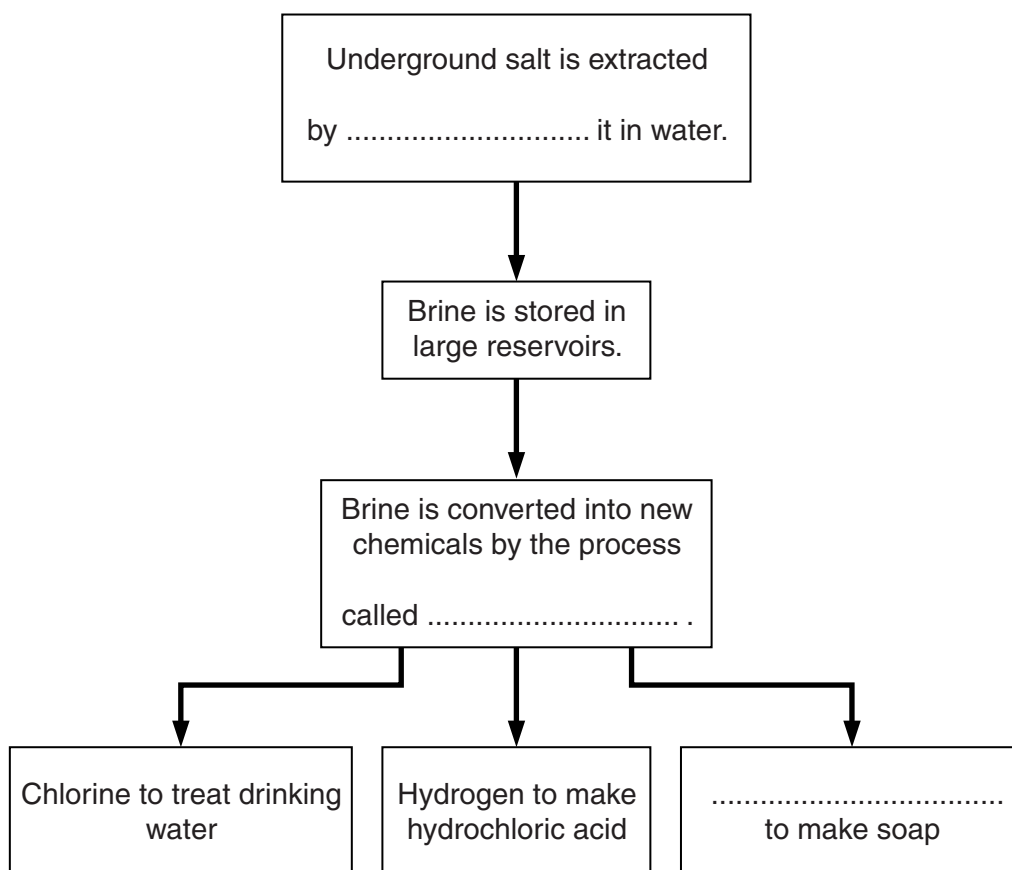 Underground salt is extracted
by .............................. it in water.
Brine is stored in
large reservoirs.
Brine is converted into new
chemicals by the process
called ............................... .
Chlorine to treat drinking
water
Hydrogen to make
hydrochloric acid
....................................
to make soap